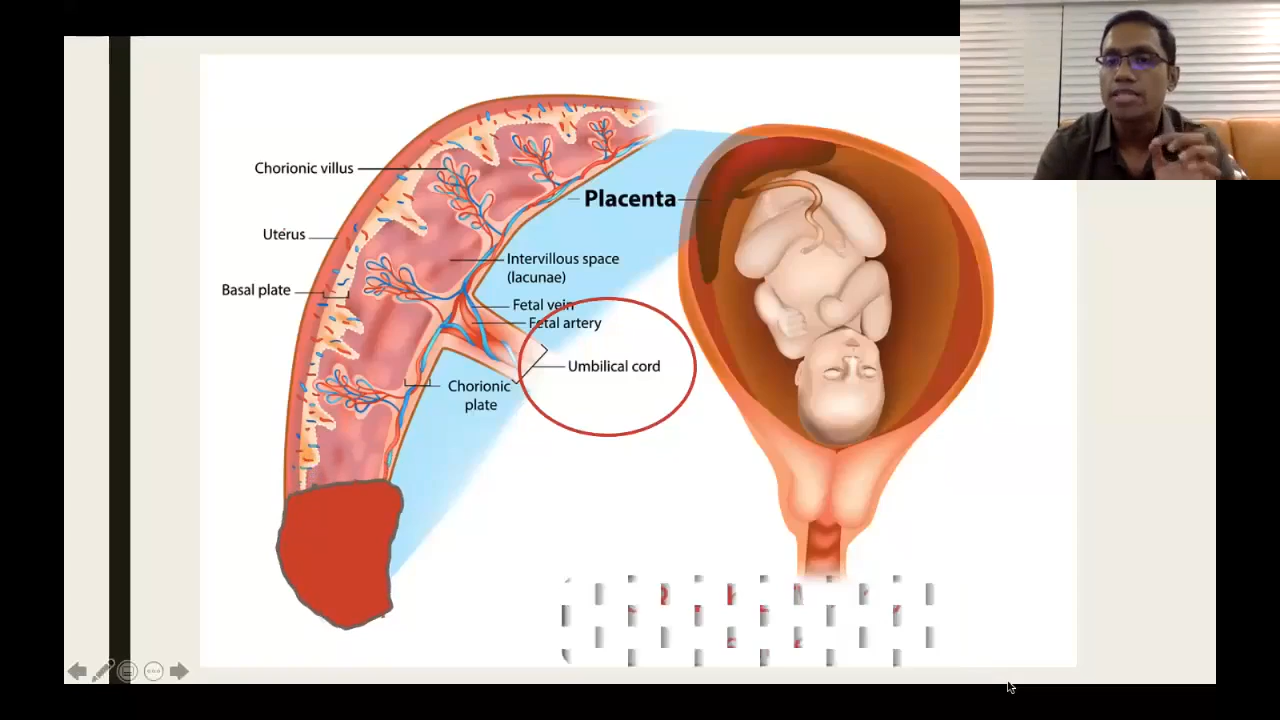 Chorionic villus
Placenta
Uterus
Intervillous space
(lacunae)
Basal plate
Fetal vein
Fetal artery
Umbilical cord
Chorionic
plate